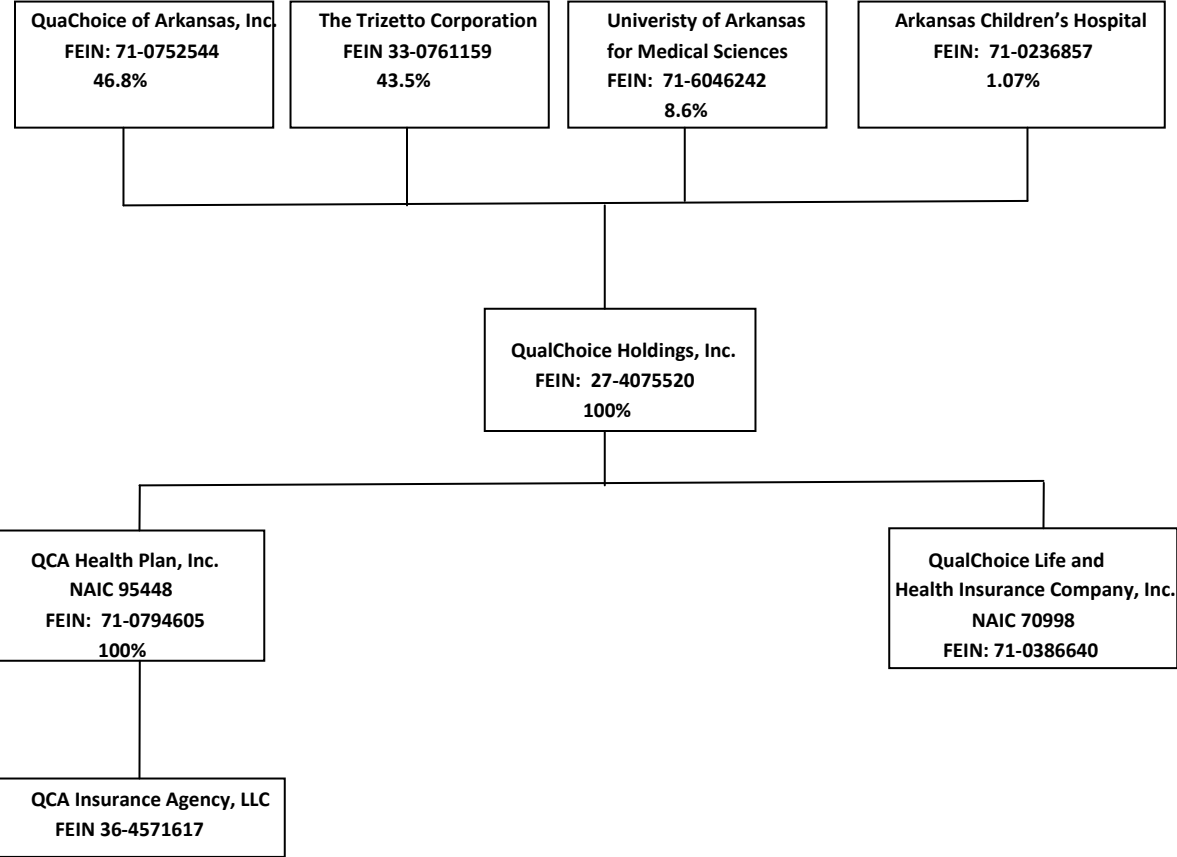 QuaChoice of Arkansas, Inc.
FEIN: 71-0752544
46.8%
The Trizetto Corporation
FEIN 33-0761159
43.5%
Univeristy of Arkansas
for Medical Sciences
FEIN: 71-6046242
8.6%
Arkansas Children’s Hospital
FEIN: 71-0236857
1.07%
QualChoice Holdings, Inc.
FEIN: 27-4075520
100%
QCA Health Plan, Inc.
NAIC 95448
FEIN: 71-0794605
100%
QualChoice Life and
Health Insurance Company, Inc.
NAIC 70998
FEIN: 71-0386640
QCA Insurance Agency, LLC
FEIN 36-4571617